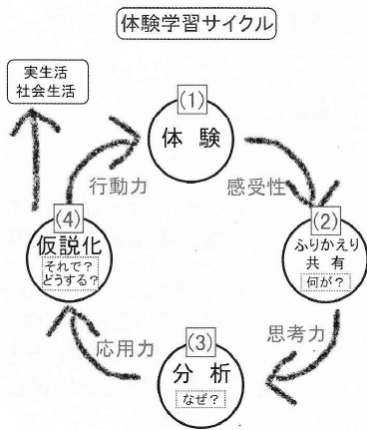 体験学習サイクル
実生活
社会生活
(1)
体 験
行動力
感受性
(4)
仮説化
それで?
どうする?
(2)
ふりかえり
共 有
何が?
応用力
思考力
(3)
分 析
なぜ?